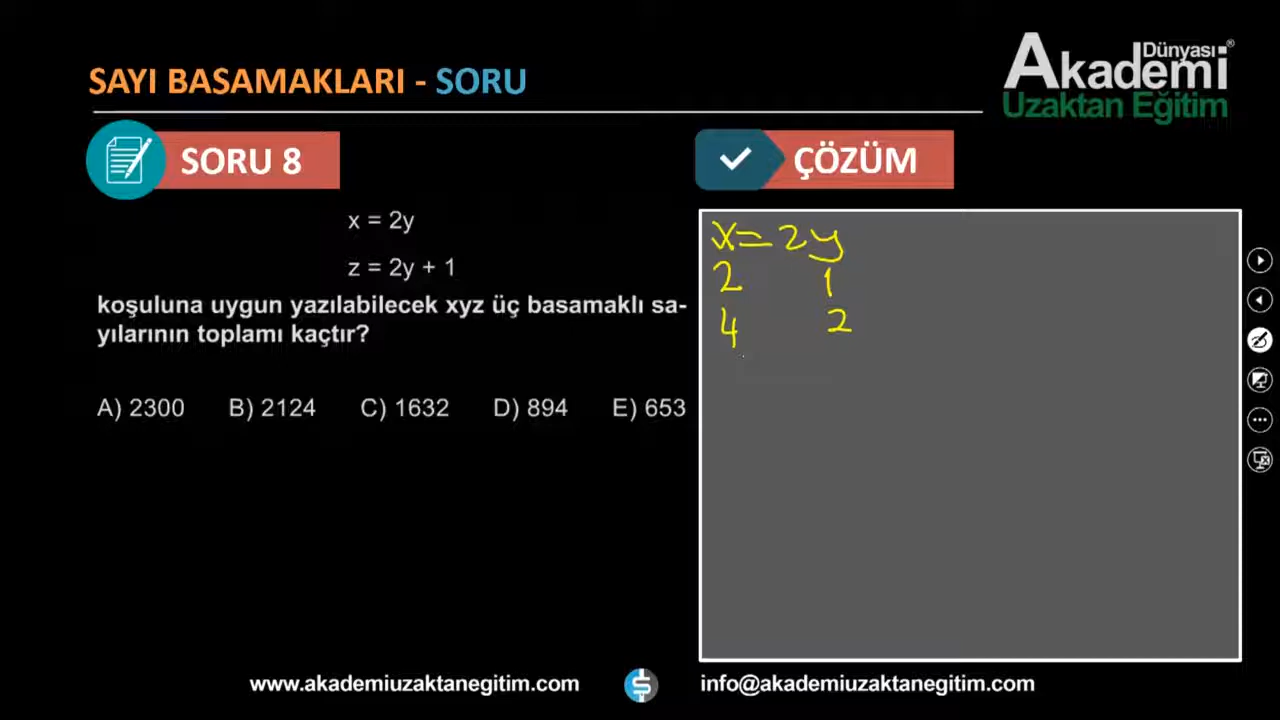 SAYI BASAMAKLARI - SORU
Akademi Dünyası®
Uzaktan Eğitim
SORU 8
ÇÖZÜM
x = 2y
z = 2y + 1
koşuluna uygun yazılabilecek xyz üç basamaklı sa-
yılarının toplamı kaçtır?
A) 2300 B) 2124 C) 1632 D) 894 E) 653
x = 2y
2 1
4 2
www.akademiuzaktanegitim.com
info@akademiuzaktanegitim.com